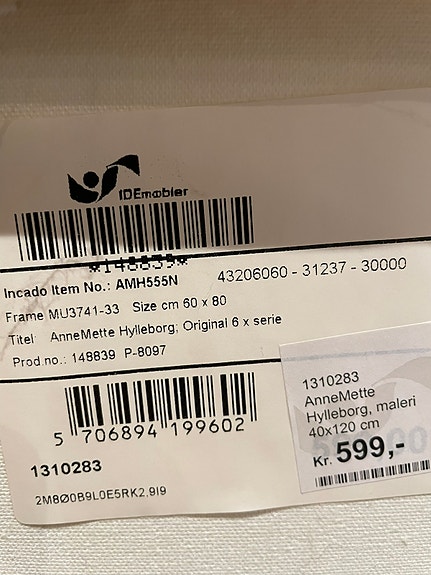 IDEmøbler
*148839*
Incado Item No.: AMH555N 43206060 - 31237 - 30000
Frame MU3741-33 Size cm 60 x 80
Titel AnneMette Hylleborg; Original 6 x serie
Prod.no.: 148839 P-8097
5 706894 199602
1310283
2M8Ø0B9L0E5RK2,9I9
1310283
AnneMette
Hylleborg, maleri
40x120 cm
Kr. 599,-